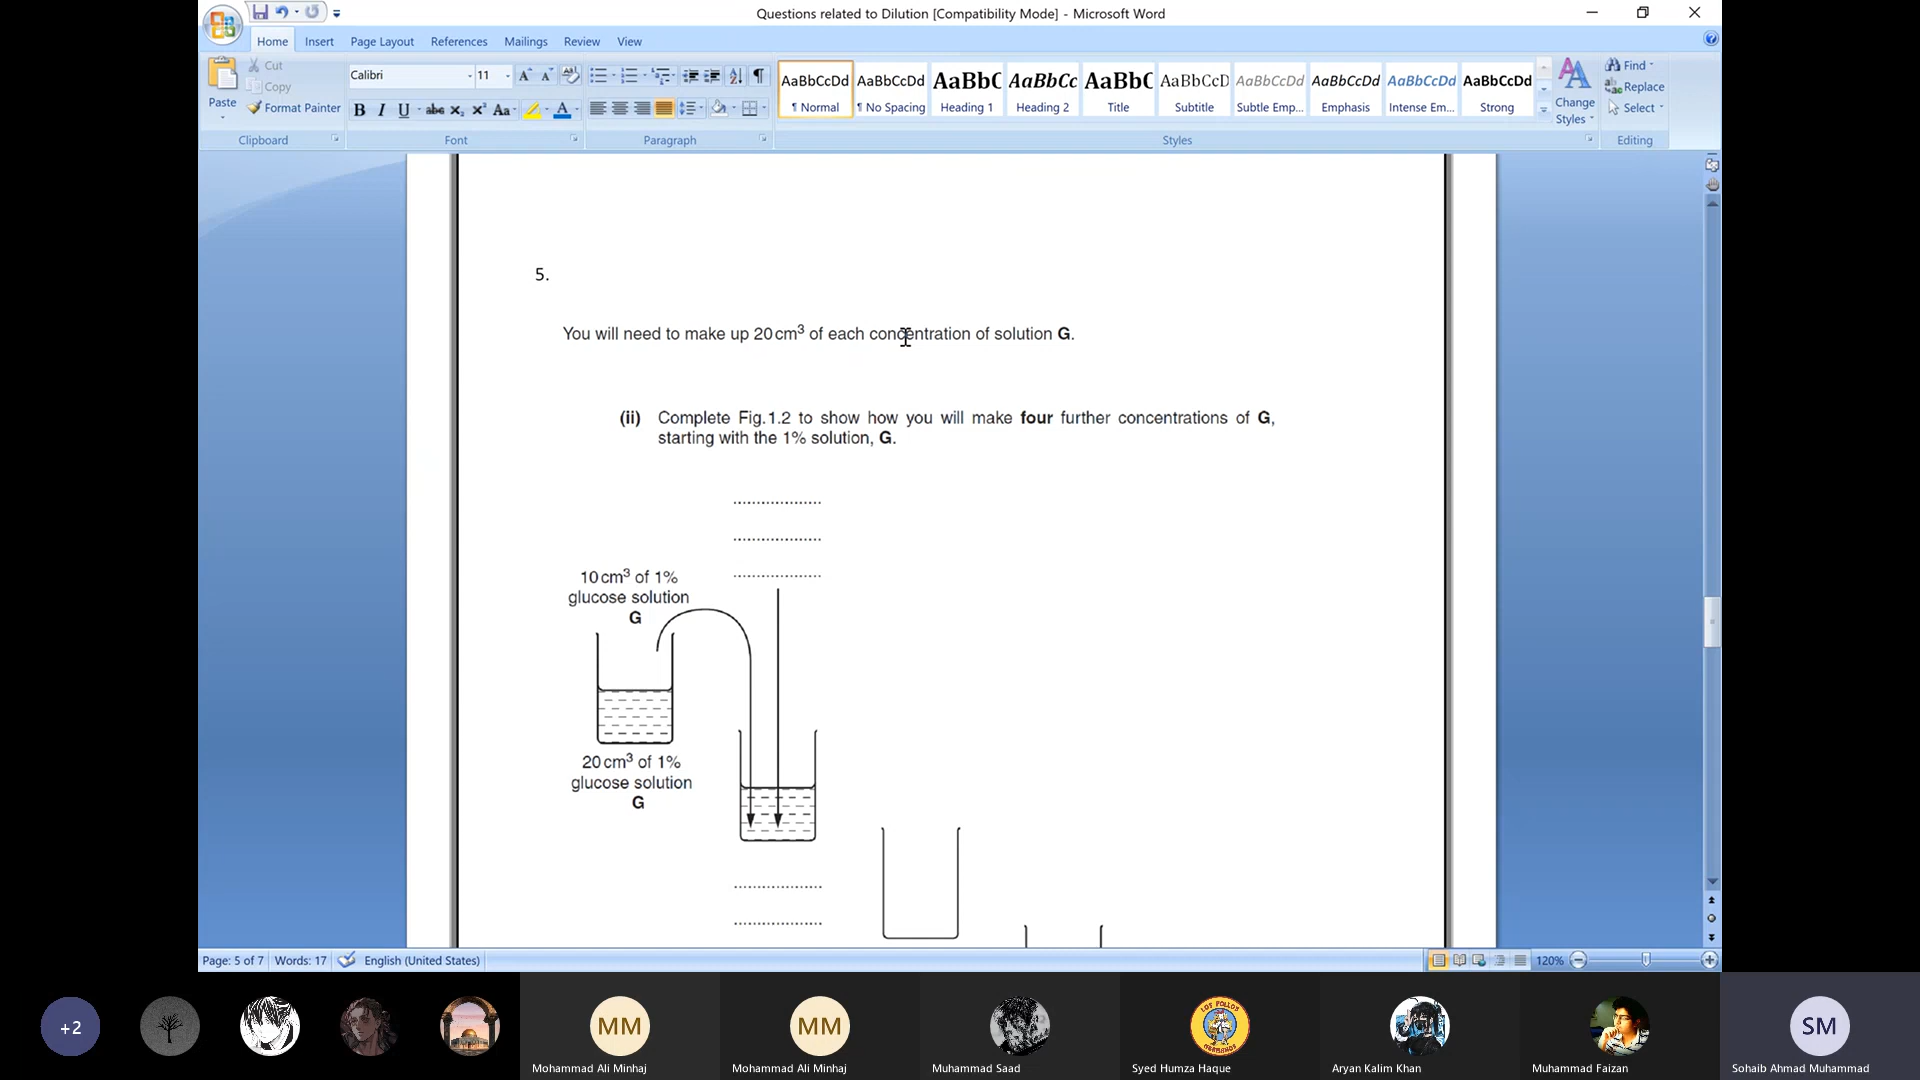 Questions related to Dilution [Compatibility Mode] - Microsoft Word
Home Insert Page Layout References Mailings Review View
Paste
Cut
Copy
Format Painter
Clipboard
Calibri 11
B I U abc x₂ x² Aa
Font
Paragraph
AaBbCcDd AaBbCcDd AaBbC AaBbCc AaBbC AaBbCcD AaBbCcDd AaBbCcDd AaBbCcDd AaBbCcDd
¶ Normal ¶ No Spacing Heading 1 Heading 2 Title Subtitle Subtle Emp... Emphasis Intense Em... Strong
Change Styles
Styles
Find
Replace
Select
Editing
5.
You will need to make up 20 cm³ of each concentration of solution G.
(ii) Complete Fig. 1.2 to show how you will make four further concentrations of G,
starting with the 1% solution, G.
........................
........................
........................
10 cm³ of 1%
glucose solution
G
20 cm³ of 1%
glucose solution
G
........................
........................
Page: 5 of 7 Words: 17 English (United States) 120%
+2
MM
MM
LOS POLLOS HERMANOS
SM
Mohammad Ali Minhaj
Mohammad Ali Minhaj
Muhammad Saad
Syed Humza Haque
Aryan Kalim Khan
Muhammad Faizan
Sohaib Ahmad Muhammad